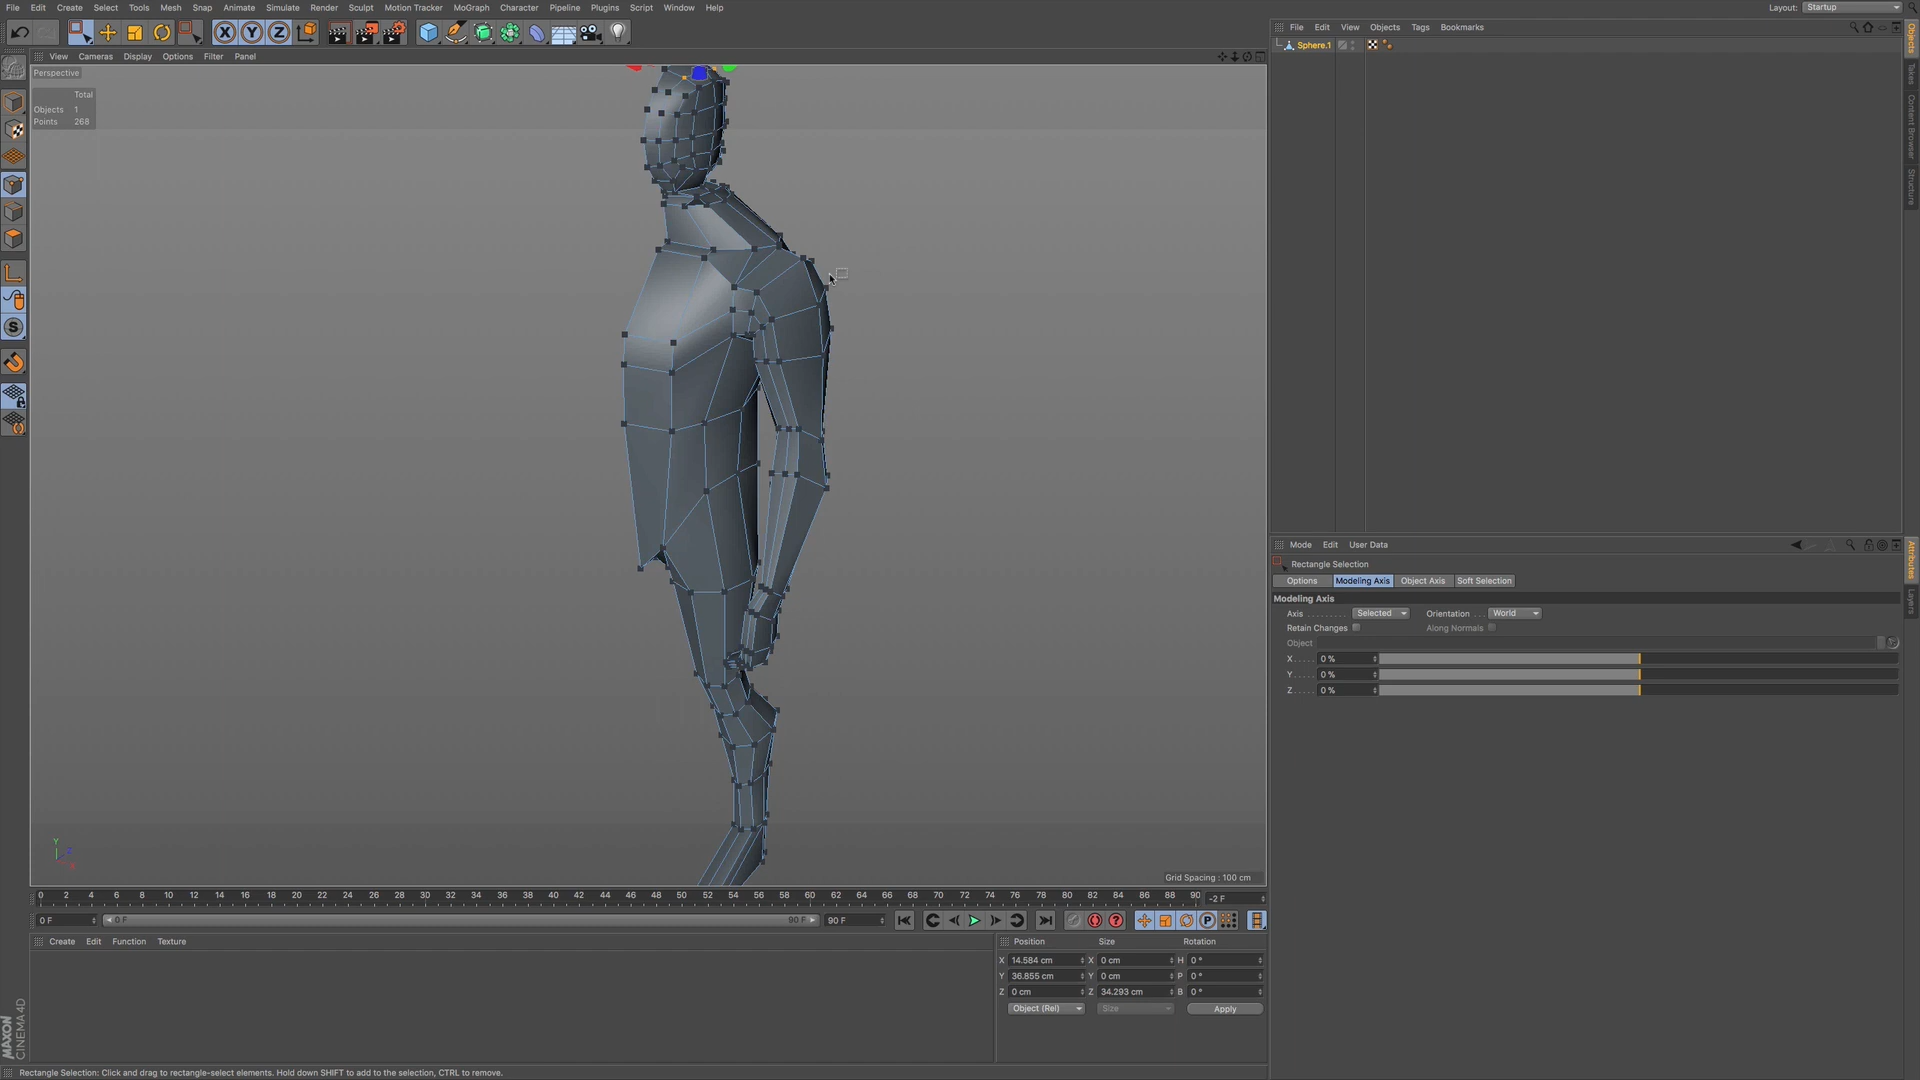 File Edit Create Select Tools Mesh Snap Animate Simulate Render Sculpt Motion Tracker MoGraph Character Pipeline Plugins Script Window Help Layout: Startup
View Cameras Display Options Filter Panel
File Edit View Objects Tags Bookmarks
Perspective
Sphere.1
Total
Objects 1
Points 268
Objects
Takes
Content Browser
Structure
Mode Edit User Data
Rectangle Selection
Options Modeling Axis Object Axis Soft Selection
Modeling Axis
Axis Selected Orientation World
Retain Changes Along Normals
Object
X 0 %
Y 0 %
Z 0 %
Attributes
Layers
Y
Z
X
Grid Spacing : 100 cm
0 2 4 6 8 10 12 14 16 18 20 22 24 26 28 30 32 34 36 38 40 42 44 46 48 50 52 54 56 58 60 62 64 66 68 70 72 74 76 78 80 82 84 86 88 90 -2 F
0 F 0 F 90 F 90 F
Create Edit Function Texture
Position Size Rotation
X 14.584 cm X 0 cm H 0 °
Y 36.855 cm Y 0 cm P 0 °
Z 0 cm Z 34.293 cm B 0 °
Object (Rel) Size Apply
MAXON
CINEMA 4D
Rectangle Selection: Click and drag to rectangle-select elements. Hold down SHIFT to add to the selection, CTRL to remove.